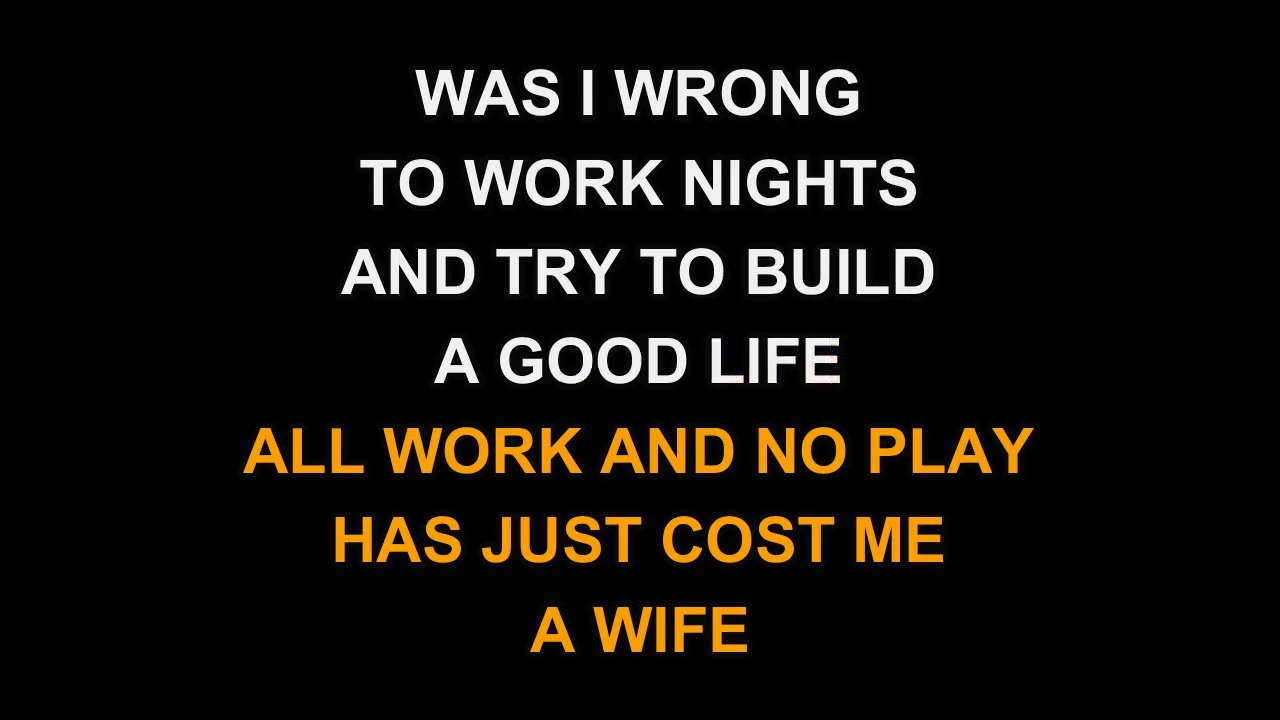 WAS I WRONG
TO WORK NIGHTS
AND TRY TO BUILD
A GOOD LIFE
ALL WORK AND NO PLAY
HAS JUST COST ME
A WIFE